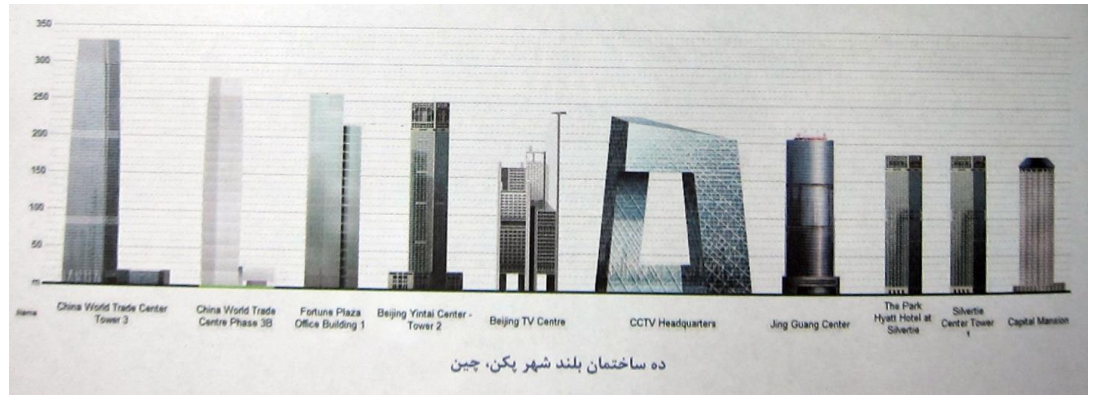 350
300
250
200
150
100
50
m
Name
China World Trade Center
Tower 3
China World Trade
Centre Phase 3B
Fortune Plaza
Office Building 1
Beijing Yintai Center -
Tower 2
Beijing TV Centre
CCTV Headquarters
Jing Guang Center
The Park
Hyatt Hotel at
Silvertie
Silvertie
Center Tower
1
Capital Mansion
ده ساختمان بلند شهر پکن، چین